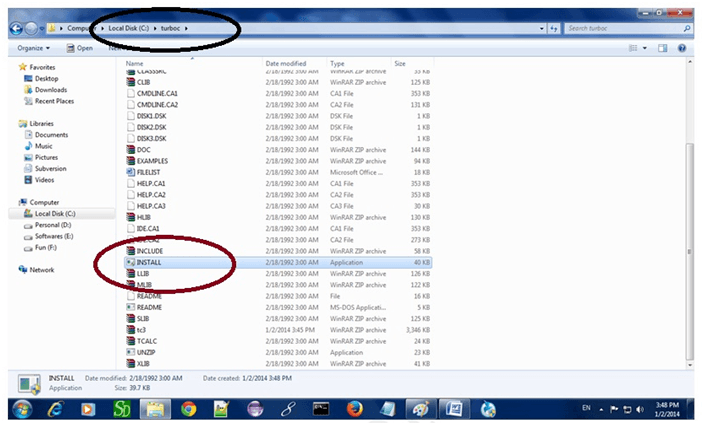 Computer ▸ Local Disk (C:) ▸ turboc ▸
Search turboc
Organize ▾ Open
Name Date modified Type Size
CLASSSRC 2/18/1992 3:00 AM WinRAR ZIP archive 33 KB
CLIB 2/18/1992 3:00 AM WinRAR ZIP archive 125 KB
CMDLINE.CA1 2/18/1992 3:00 AM CA1 File 353 KB
CMDLINE.CA2 2/18/1992 3:00 AM CA2 File 131 KB
DISK1.DSK 2/18/1992 3:00 AM DSK File 1 KB
DISK2.DSK 2/18/1992 3:00 AM DSK File 1 KB
DISK3.DSK 2/18/1992 3:00 AM DSK File 1 KB
DOC 2/18/1992 3:00 AM WinRAR ZIP archive 144 KB
EXAMPLES 2/18/1992 3:00 AM WinRAR ZIP archive 94 KB
FILELIST 2/18/1992 3:00 AM Microsoft Office ... 18 KB
HELP.CA1 2/18/1992 3:00 AM CA1 File 353 KB
HELP.CA2 2/18/1992 3:00 AM CA2 File 353 KB
HELP.CA3 2/18/1992 3:00 AM CA3 File 30 KB
HLIB 2/18/1992 3:00 AM WinRAR ZIP archive 130 KB
IDE.CA1 2/18/1992 3:00 AM CA1 File 353 KB
IDE.CA2 2/18/1992 3:00 AM CA2 File 273 KB
INCLUDE 2/18/1992 3:00 AM WinRAR ZIP archive 58 KB
INSTALL 2/18/1992 3:00 AM Application 40 KB
LLIB 2/18/1992 3:00 AM WinRAR ZIP archive 126 KB
MLIB 2/18/1992 3:00 AM WinRAR ZIP archive 122 KB
README 2/18/1992 3:00 AM File 16 KB
README 2/18/1992 3:00 AM MS-DOS Applicati... 5 KB
SLIB 2/18/1992 3:00 AM WinRAR ZIP archive 125 KB
tc3 1/2/2014 3:45 PM WinRAR ZIP archive 3,346 KB
TCALC 2/18/1992 3:00 AM WinRAR ZIP archive 24 KB
UNZIP 2/18/1992 3:00 AM Application 23 KB
XLIB 2/18/1992 3:00 AM WinRAR ZIP archive 41 KB
Favorites
Desktop
Downloads
Recent Places
Libraries
Documents
Music
Pictures
Subversion
Videos
Computer
Local Disk (C:)
Personal (D:)
Softwares (E:)
Fun (F:)
Network
INSTALL Date modified: 2/18/1992 3:00 AM Date created: 1/2/2014 3:48 PM
Application Size: 39.7 KB
EN
3:48 PM
1/2/2014